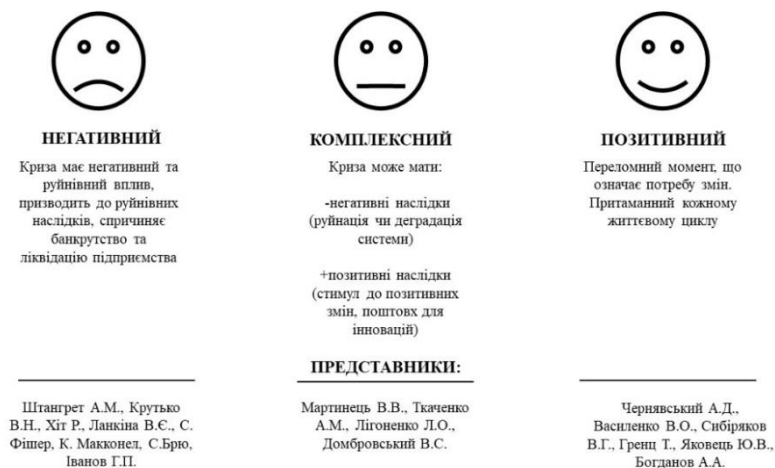 НЕГАТИВНИЙ
Криза має негативний та
руйнівний вплив,
призводить до руйнівних
наслідків, спричиняє
банкрутство та
ліквідацію підприємства
КОМПЛЕКСНИЙ
Криза може мати:
-негативні наслідки
(руйнація чи деградація
системи)
+позитивні наслідки
(стимул до позитивних
змін, поштовх для
інновацій)
ПОЗИТИВНИЙ
Переломний момент, що
означає потребу змін.
Притаманний кожному
життєвому циклу
ПРЕДСТАВНИКИ:
Штангрет А.М., Крутько
В.Н., Хіт Р., Ланкіна В.Є., С.
Фішер, К. Макконел, С.Брю,
Іванов Г.П.
Мартинець В.В., Ткаченко
А.М., Лігоненко Л.О.,
Домбровський В.С.
Чернявський А.Д.,
Василенко В.О., Сибіряков
В.Г., Гренц Т., Яковець Ю.В.,
Богданов А.А.